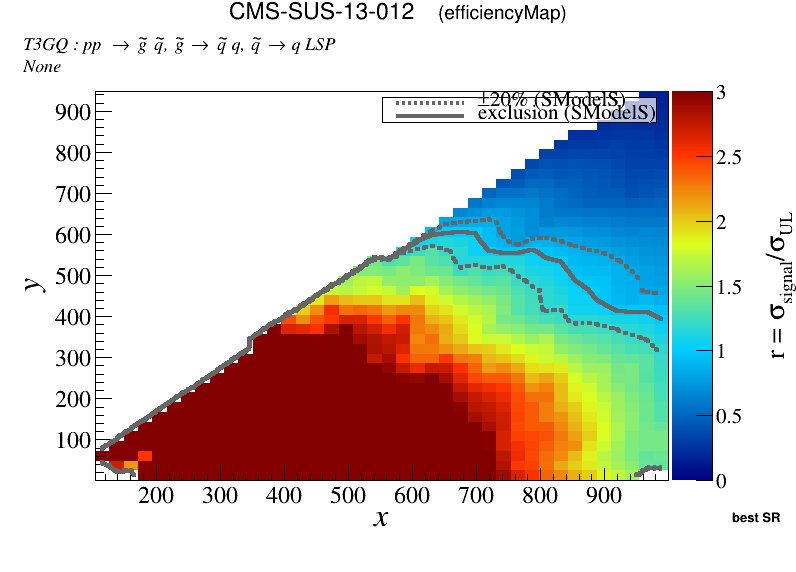 CMS-SUS-13-012 (efficiencyMap)
T3GQ : pp → g̃ q̃, g̃ → q̃ q, q̃ → q LSP
None
±20% (SModelS)
exclusion (SModelS)
900
800
700
600
500
400
300
200
100
y
200 300 400 500 600 700 800 900
x
3
2.5
2
1.5
1
0.5
0
r = σsignal/σUL
best SR